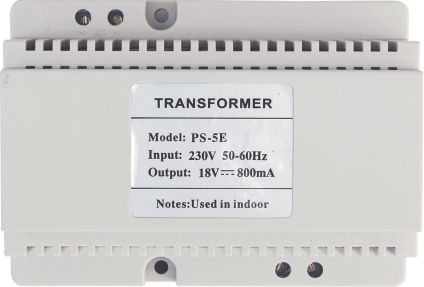 TRANSFORMER
Model: PS-5E
Input: 230V 50-60Hz
Output: 18V⎓800mA
Notes:Used in indoor